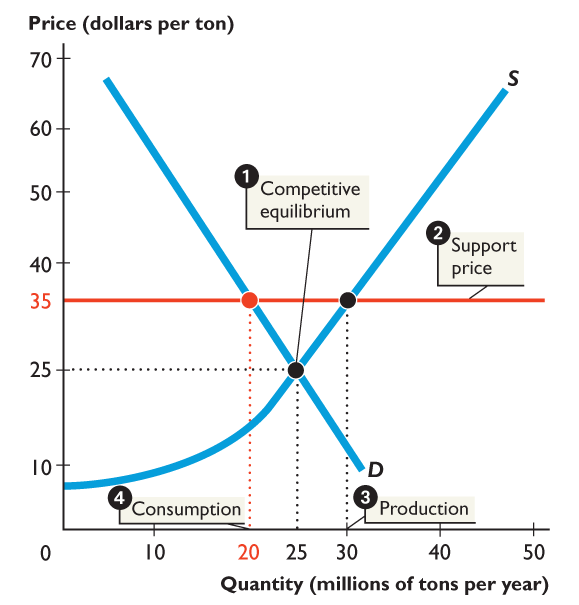 Price (dollars per ton)
70
S
60
1
Competitive
equilibrium
50
2
Support
price
40
35
25
10
D
4
Consumption
3
Production
0
10
20
25
30
40
50
Quantity (millions of tons per year)